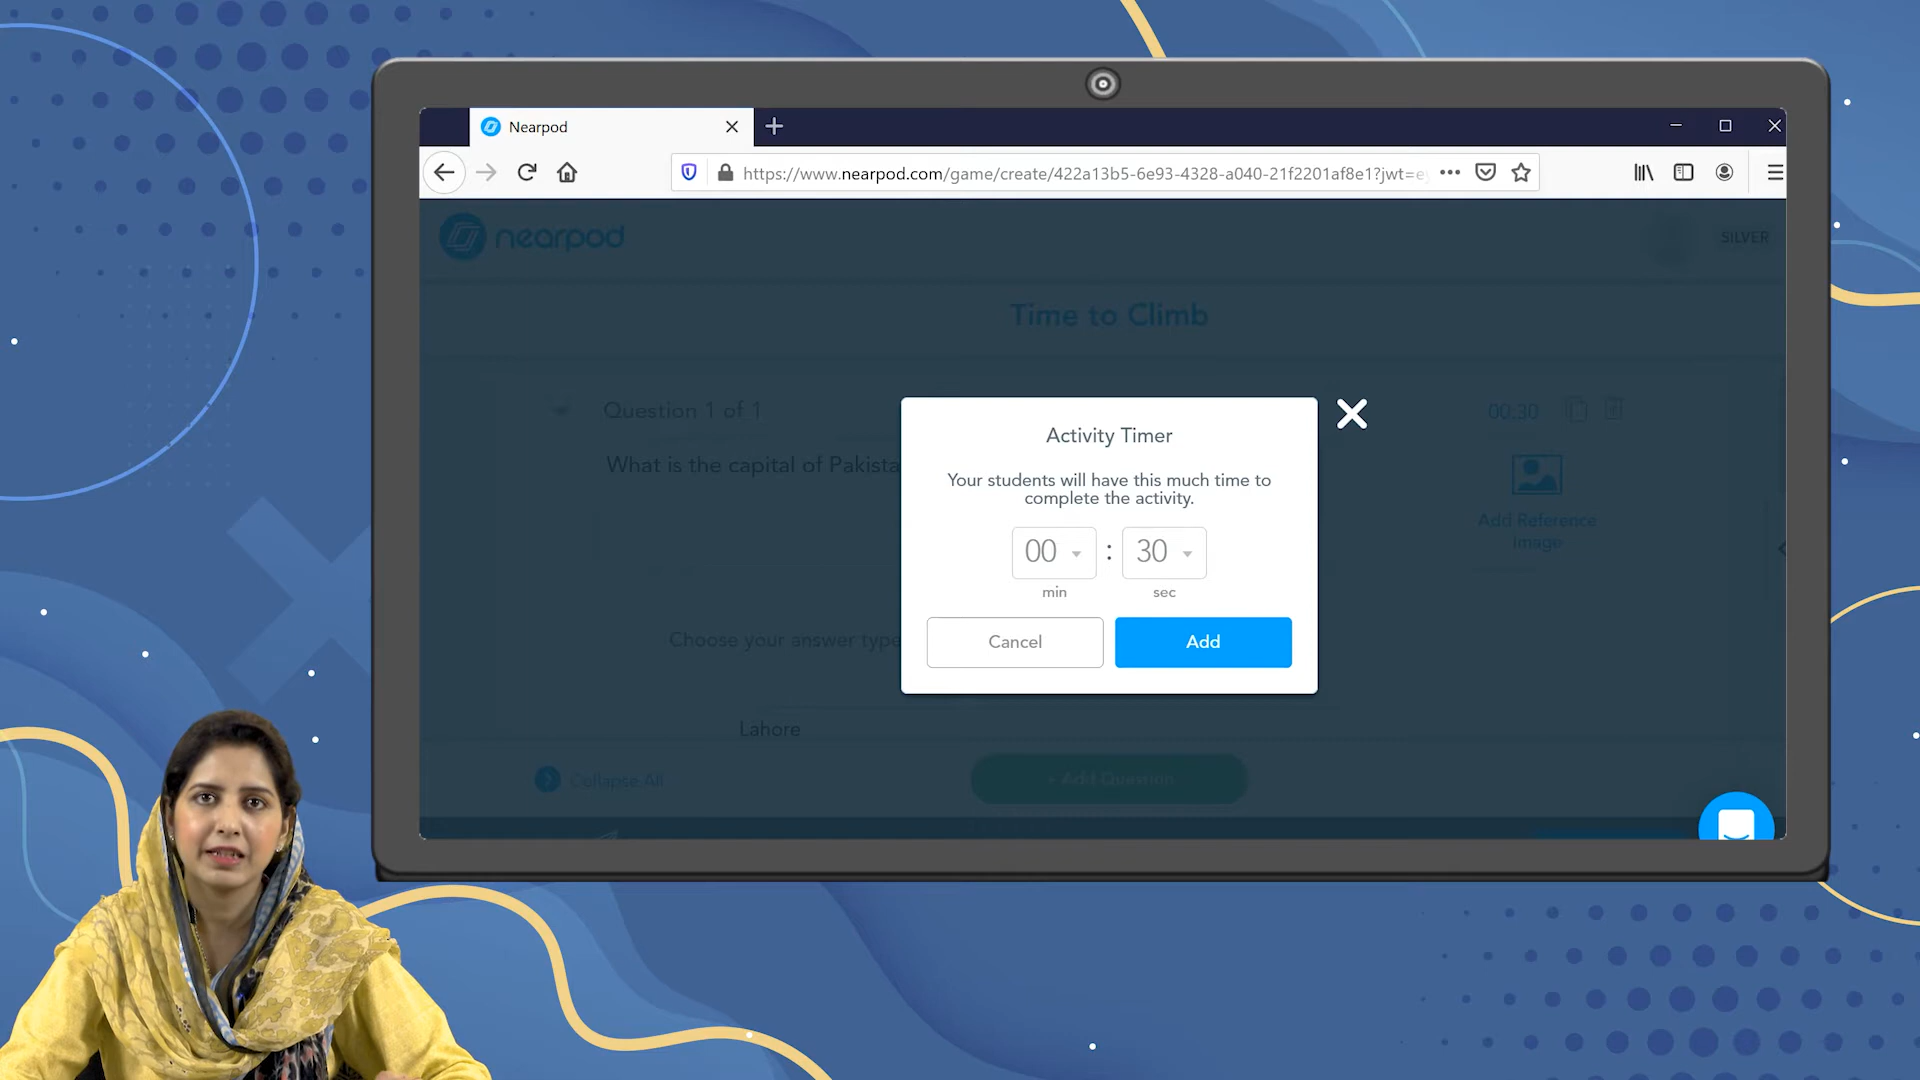 Nearpod
https://www.nearpod.com/game/create/422a13b5-6e93-4328-a040-21f2201af8e1?jwt=e
nearpod
SILVER
Time to Climb
Question 1 of 1
00:30
What is the capital of Pakista
Add Reference
Image
Activity Timer
Your students will have this much time to
complete the activity.
00 : 30
min sec
Cancel Add
Choose your answer type
Lahore
Collapse All
+ Add Question